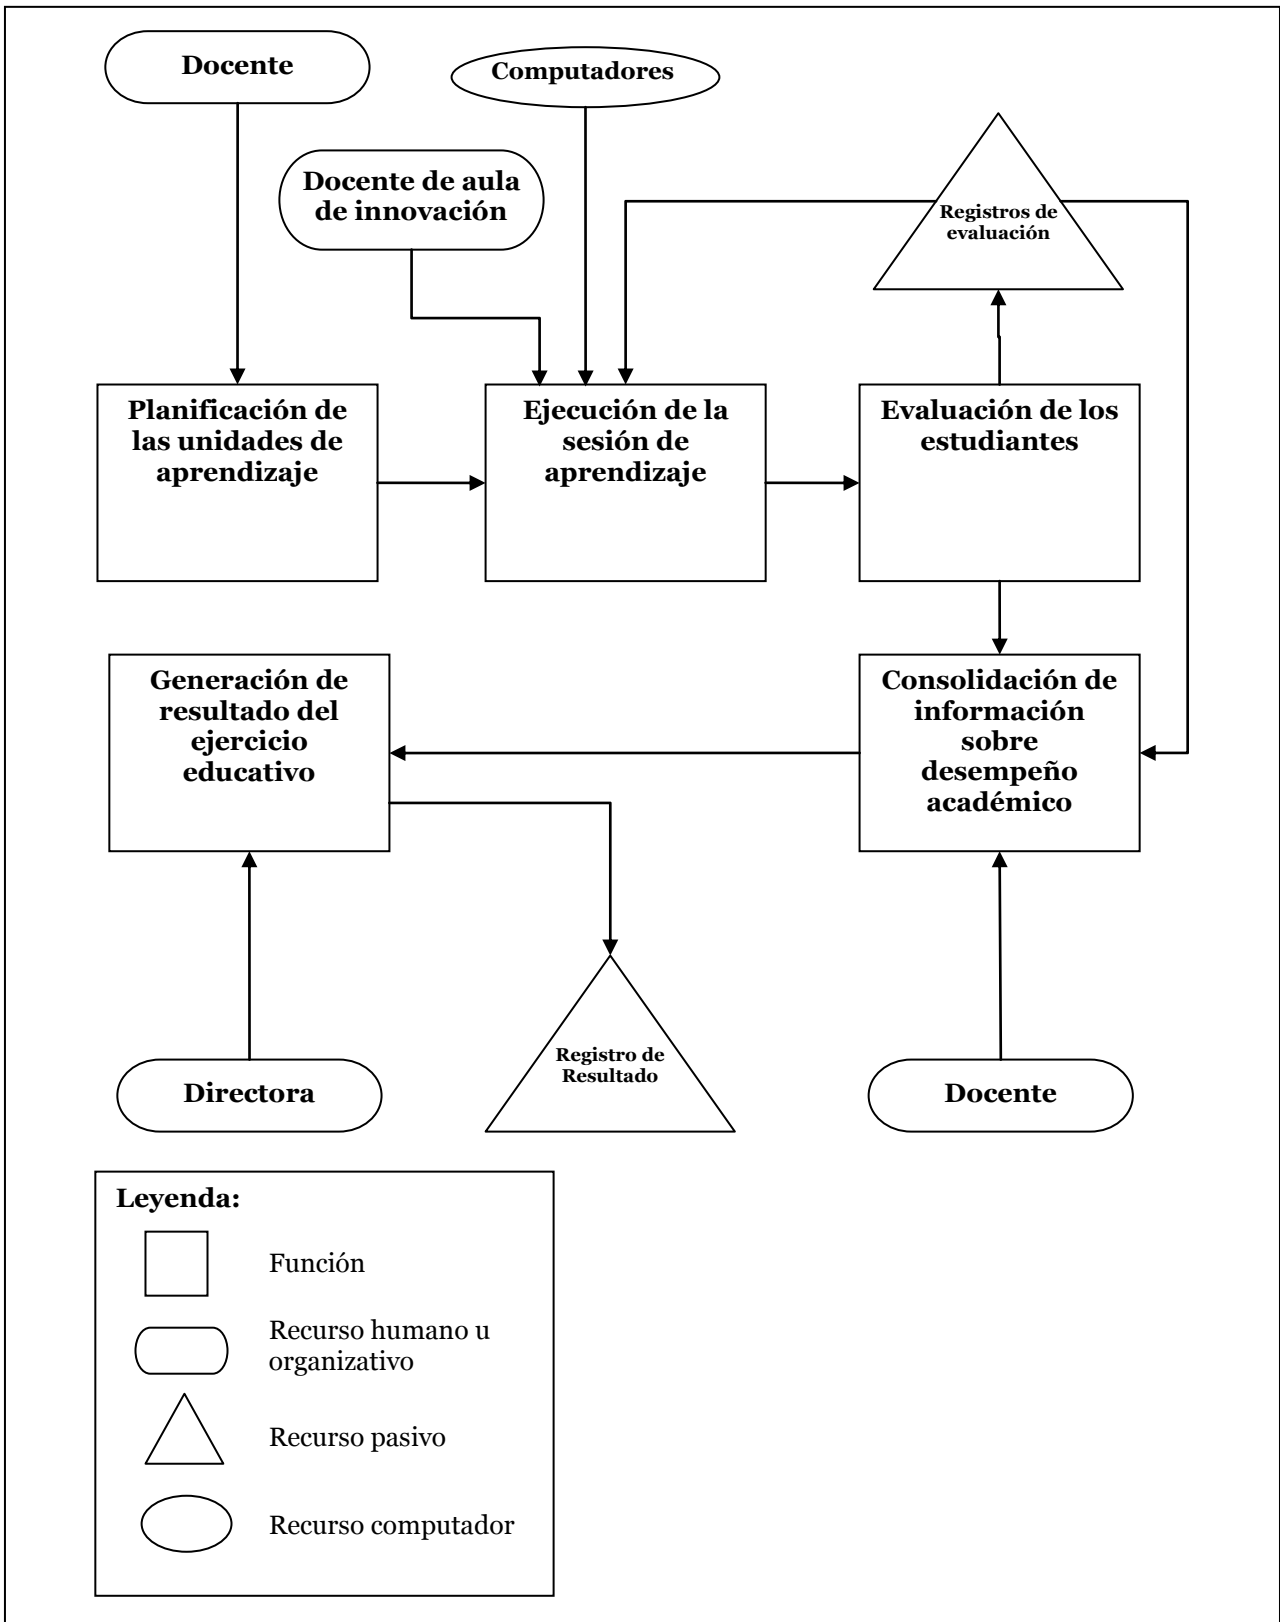 Docente
Computadores
Docente de aula
de innovación
Registros de
evaluación
Planificación de
las unidades de
aprendizaje
Ejecución de la
sesión de
aprendizaje
Evaluación de los
estudiantes
Generación de
resultado del
ejercicio
educativo
Consolidación de
información
sobre
desempeño
académico
Registro de
Resultado
Directora
Docente
Leyenda:
Función
Recurso humano u
organizativo
Recurso pasivo
Recurso computador